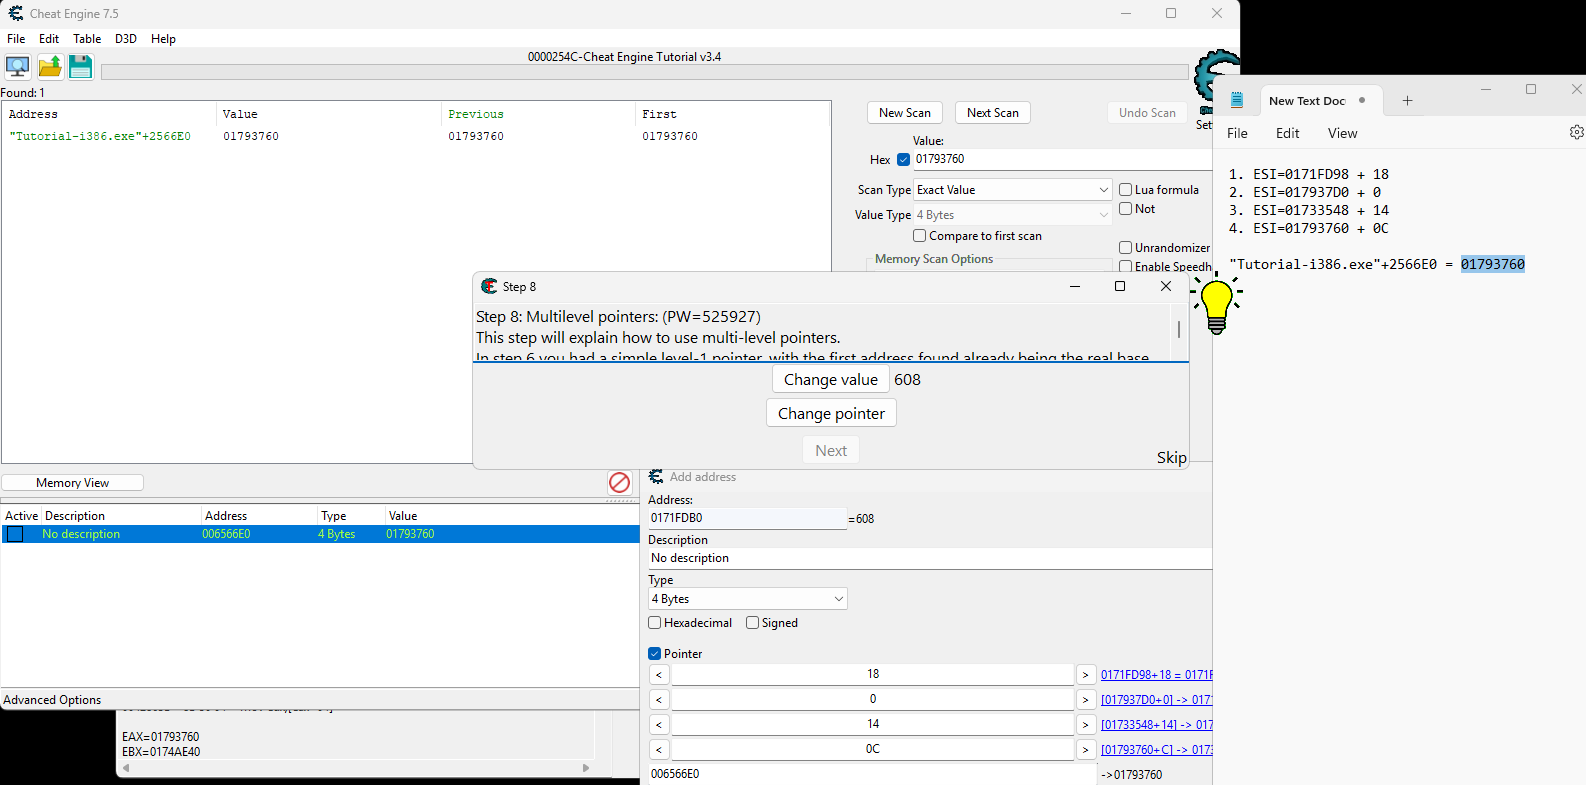 Cheat Engine 7.5
File Edit Table D3D Help
0000254C-Cheat Engine Tutorial v3.4
Found: 1
Address Value Previous First
"Tutorial-i386.exe"+2566E0 01793760 01793760 01793760
New Scan Next Scan Undo Scan
Value:
Hex 01793760
Scan Type Exact Value
Lua formula
Value Type 4 Bytes
Not
Compare to first scan
Unrandomizer
Memory Scan Options
Enable Speedh
Step 8
Step 8: Multilevel pointers: (PW=525927)
This step will explain how to use multi-level pointers.
In step 6 you had a simple level-1 pointer, with the first address found already being the real base
Change value 608
Change pointer
Next
Skip
Memory View
Active Description Address Type Value
No description 006566E0 4 Bytes 01793760
Advanced Options
EAX=01793760
EBX=0174AE40
Add address
Address:
0171FDB0 =608
Description
No description
Type
4 Bytes
Hexadecimal Signed
Pointer
< 18 > 0171FD98+18 = 0171F
< 0 > [017937D0+0] -> 0171
< 14 > [01733548+14] -> 017
< 0C > [01793760+C] -> 0173
006566E0 ->01793760
New Text Doc
File Edit View
1. ESI=0171FD98 + 18
2. ESI=017937D0 + 0
3. ESI=01733548 + 14
4. ESI=01793760 + 0C
"Tutorial-i386.exe"+2566E0 = 01793760